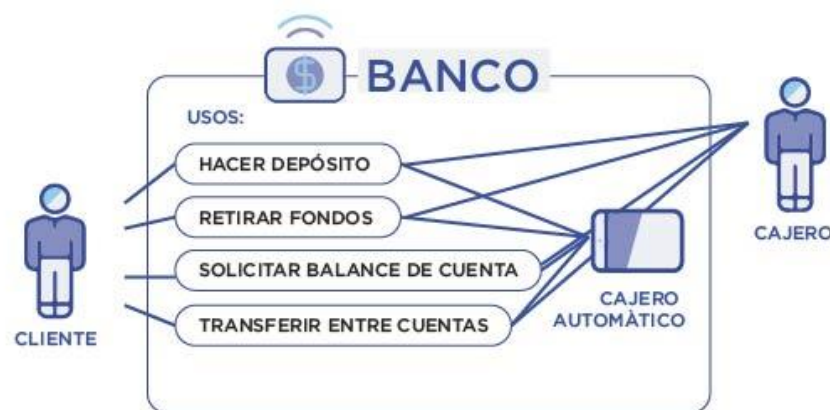 BANCO
USOS:
HACER DEPÓSITO
RETIRAR FONDOS
SOLICITAR BALANCE DE CUENTA
TRANSFERIR ENTRE CUENTAS
CLIENTE
CAJERO
AUTOMÀTICO
CAJERO